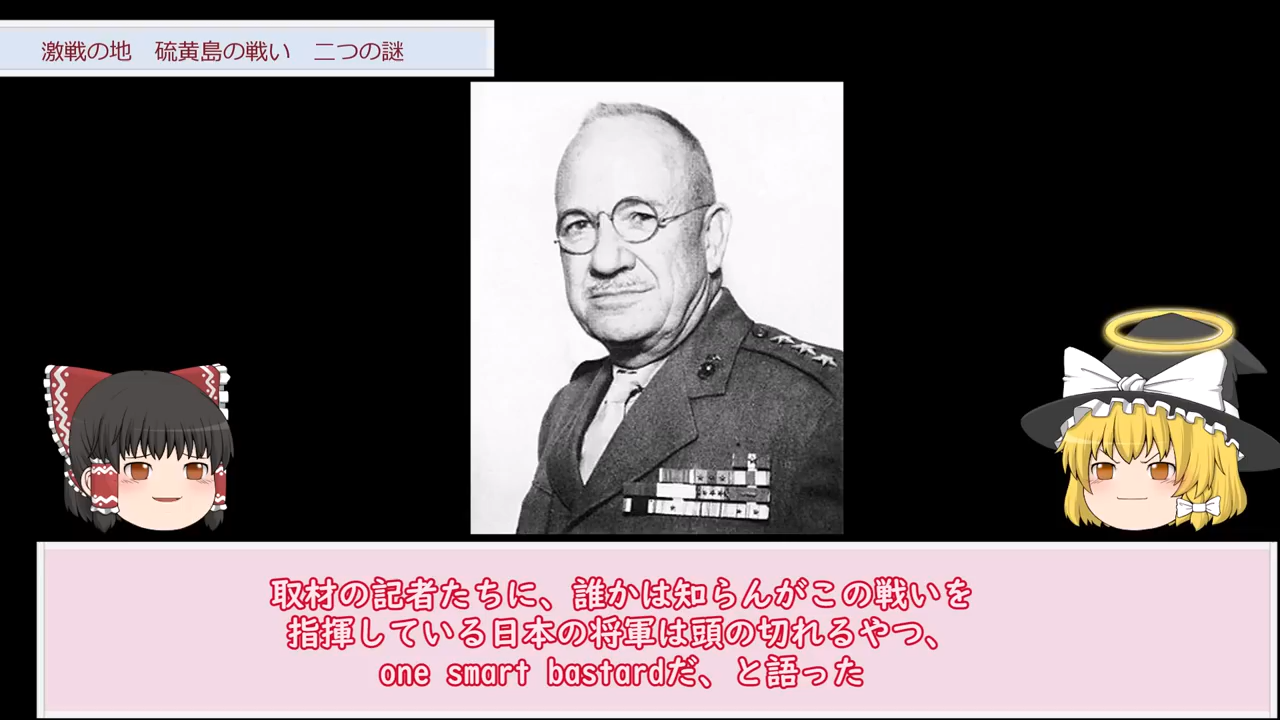 激戦の地　硫黄島の戦い　二つの謎
取材の記者たちに、誰かは知らんがこの戦いを
指揮している日本の将軍は頭の切れるやつ、
one smart bastardだ、と語った